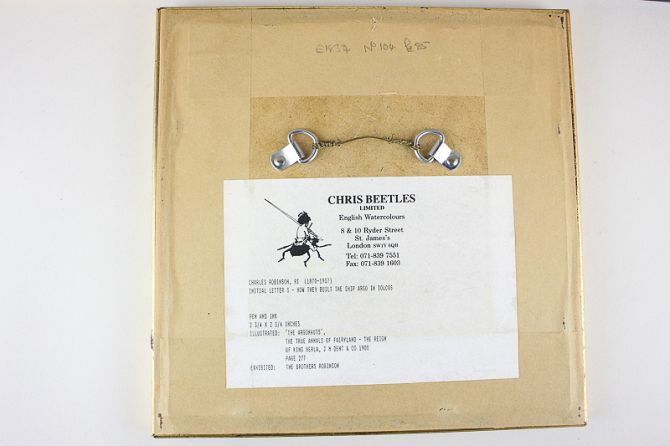 E1537 Nº 104
CHRIS BEETLES
LIMITED
English Watercolours
8 & 10 Ryder Street
St. James's
London SW1Y 6QB
Tel: 071-839 7551
Fax: 071-839 1603
CHARLES ROBINSON, RI (1870-1937)
INITIAL LETTER S - HOW THEY BUILT THE SHIP ARGO IN IOLCOS
PEN AND INK
2 3/4 X 2 1/4 INCHES
ILLUSTRATED: 'THE ARGONAUTS',
THE TRUE ANNALS OF FAIRYLAND - THE REIGN
OF KING HERLA, J M DENT & CO 1900
PAGE 277
EXHIBITED: THE BROTHERS ROBINSON